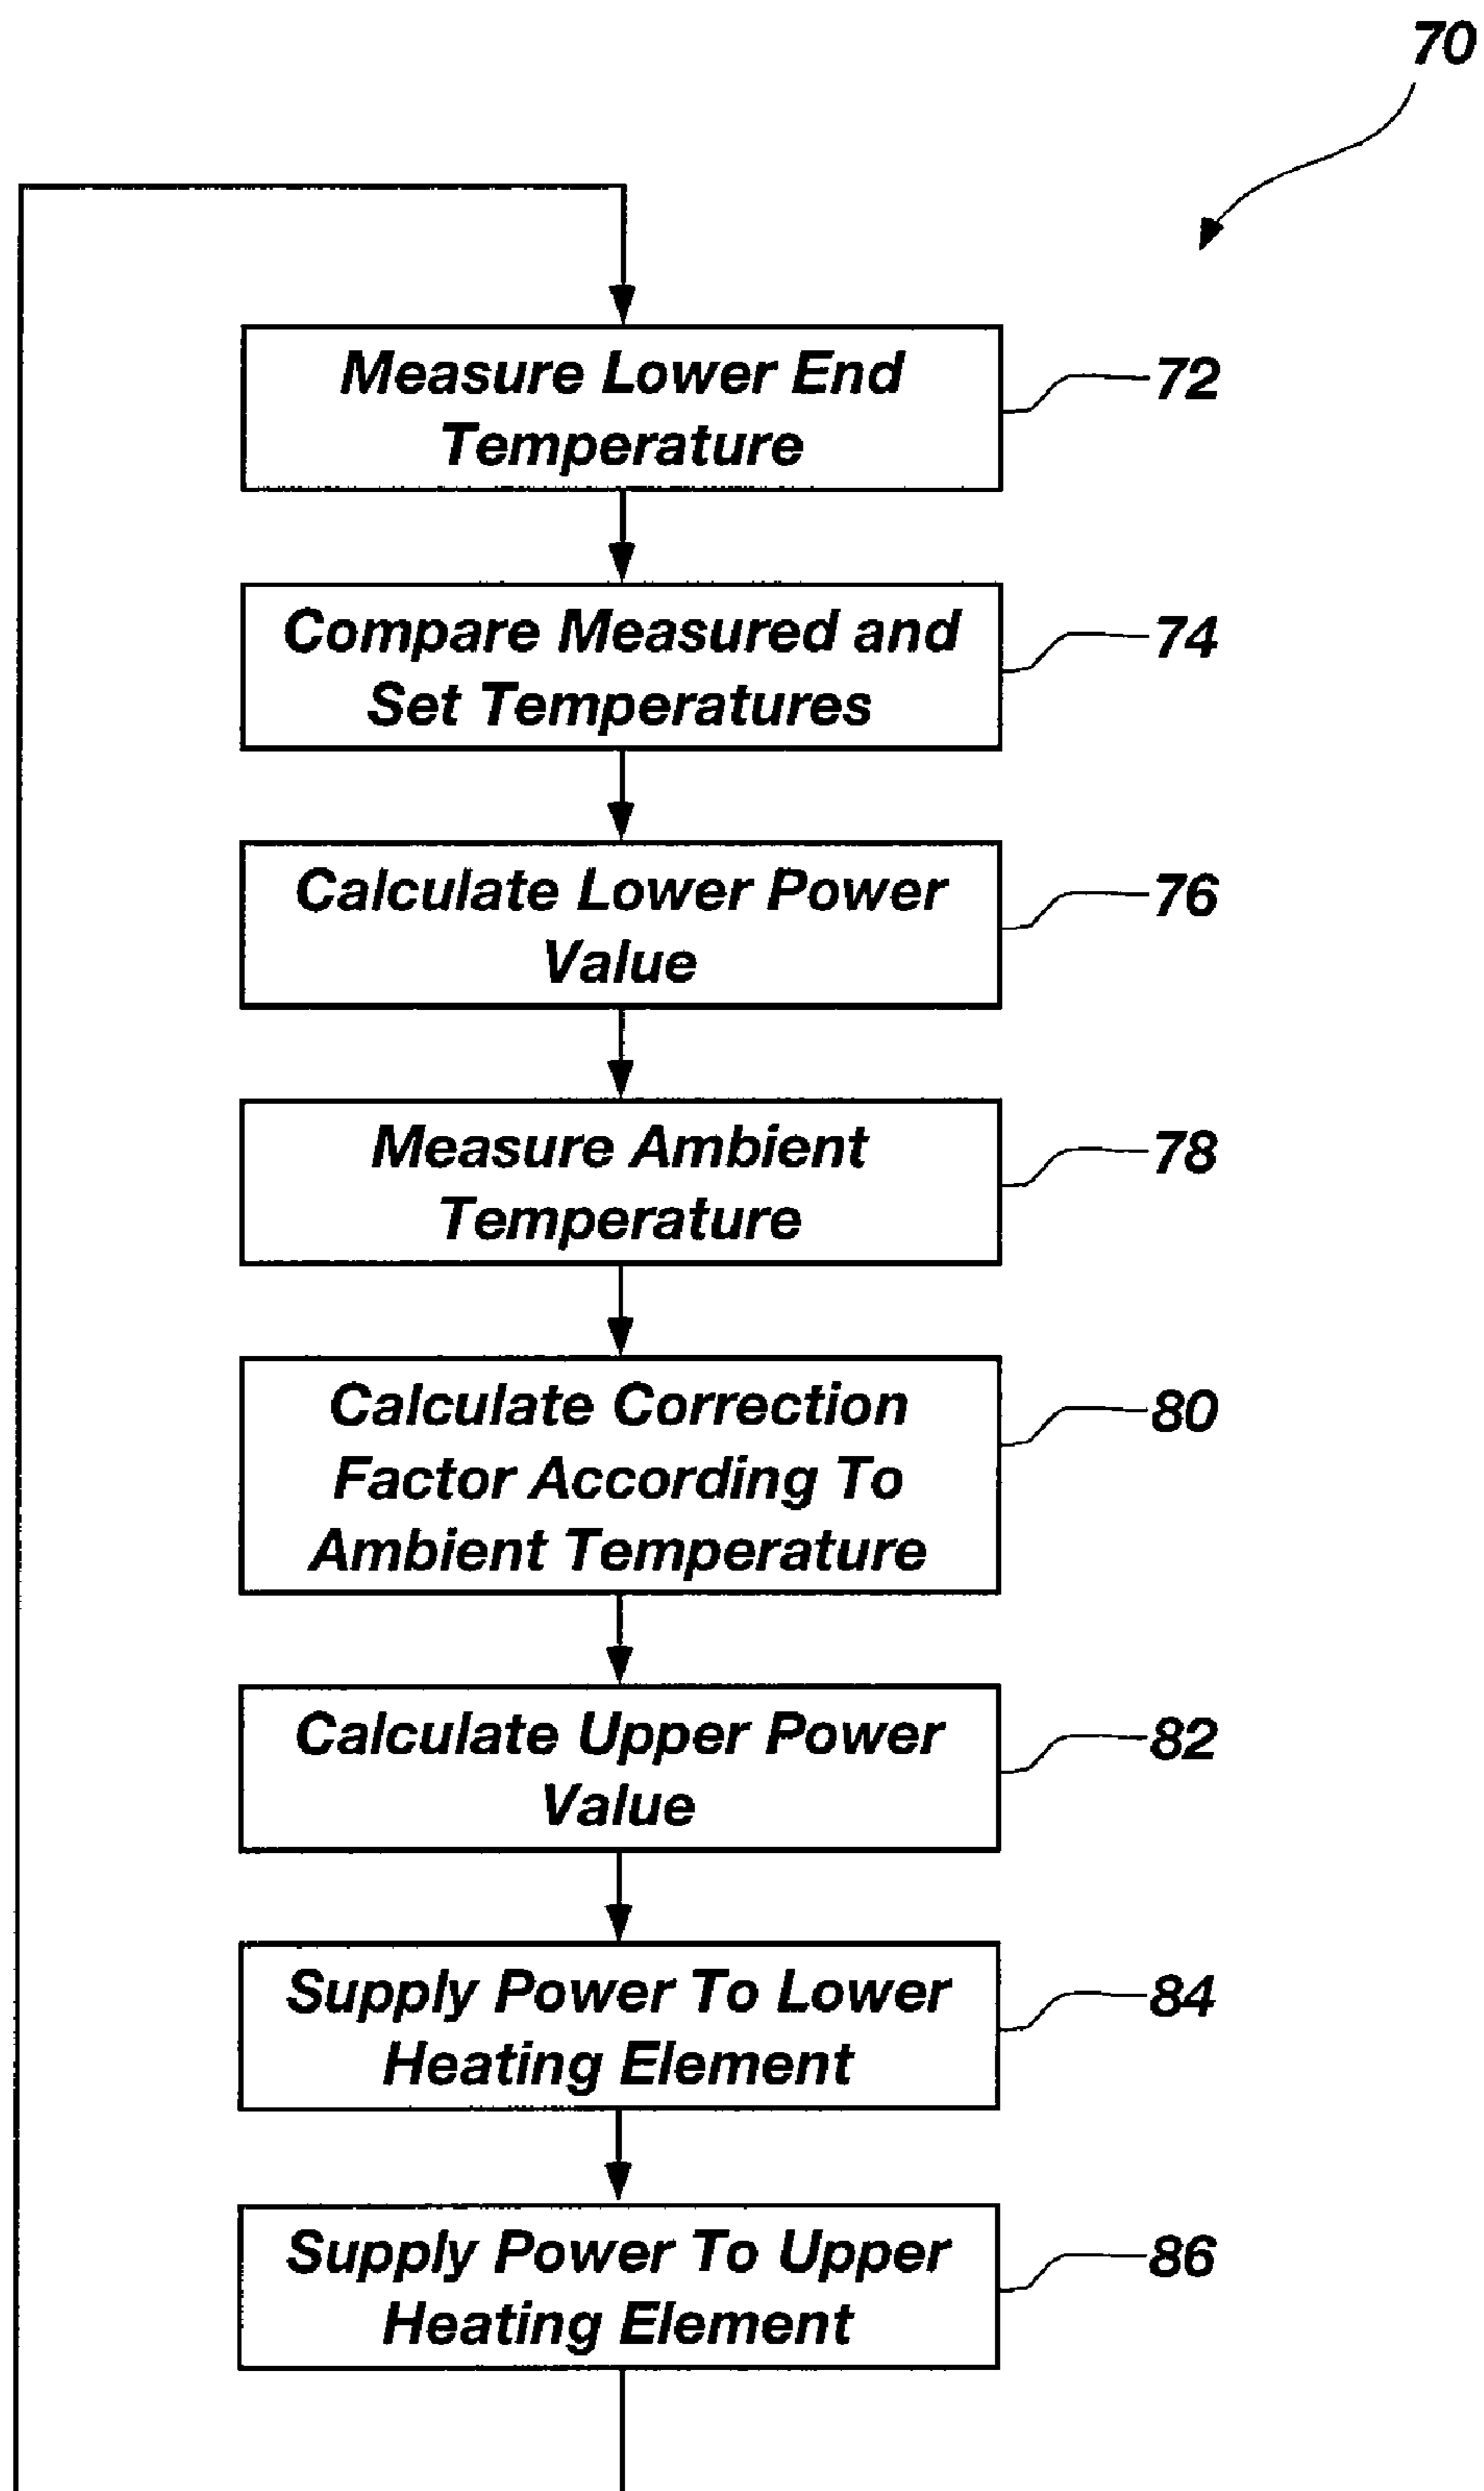 70
Measure Lower End
Temperature
72
Compare Measured and
Set Temperatures
74
Calculate Lower Power
Value
76
Measure Ambient
Temperature
78
Calculate Correction
Factor According To
Ambient Temperature
80
Calculate Upper Power
Value
82
Supply Power To Lower
Heating Element
84
Supply Power To Upper
Heating Element
86